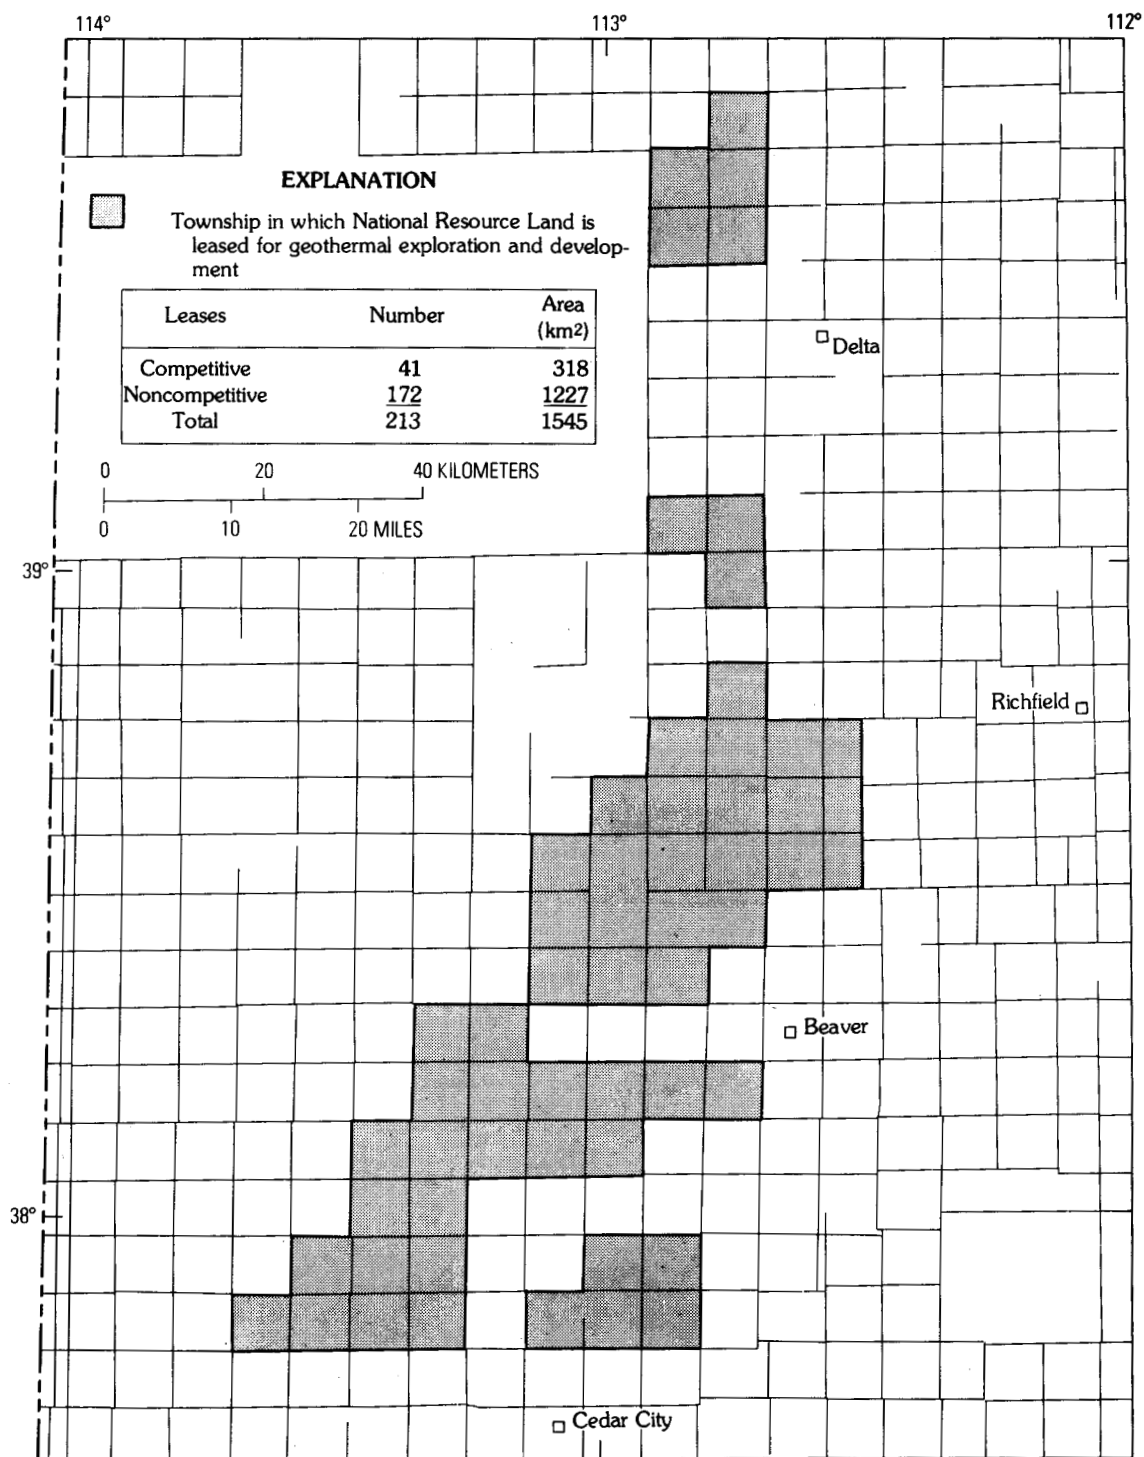 114° 113° 112°
EXPLANATION
Township in which National Resource Land is
leased for geothermal exploration and develop-
ment
Leases Number Area
(km2)
Competitive 41 318
Noncompetitive 172 1227
Total 213 1545
0 20 40 KILOMETERS
0 10 20 MILES
Delta
39°
Richfield
Beaver
38°
Cedar City